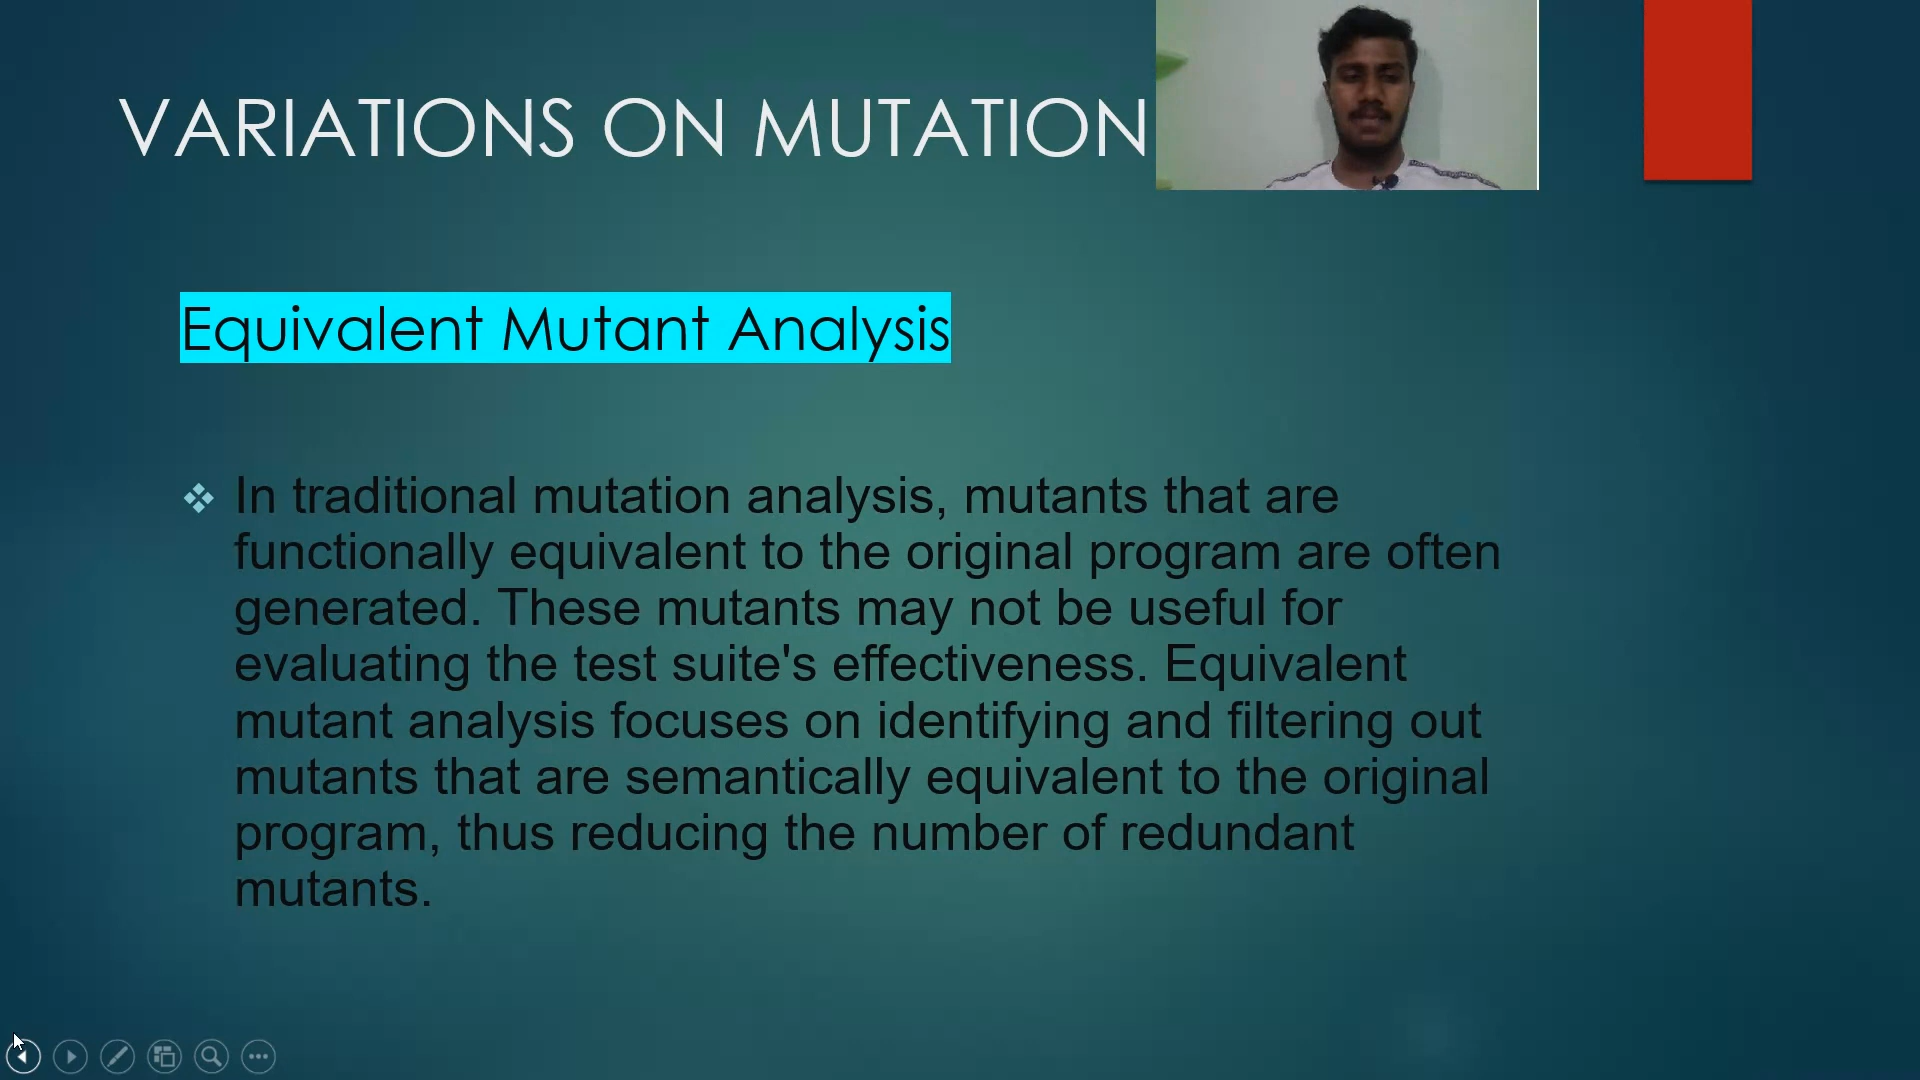 VARIATIONS ON MUTATION
Equivalent Mutant Analysis
In traditional mutation analysis, mutants that are
functionally equivalent to the original program are often
generated. These mutants may not be useful for
evaluating the test suite's effectiveness. Equivalent
mutant analysis focuses on identifying and filtering out
mutants that are semantically equivalent to the original
program, thus reducing the number of redundant
mutants.